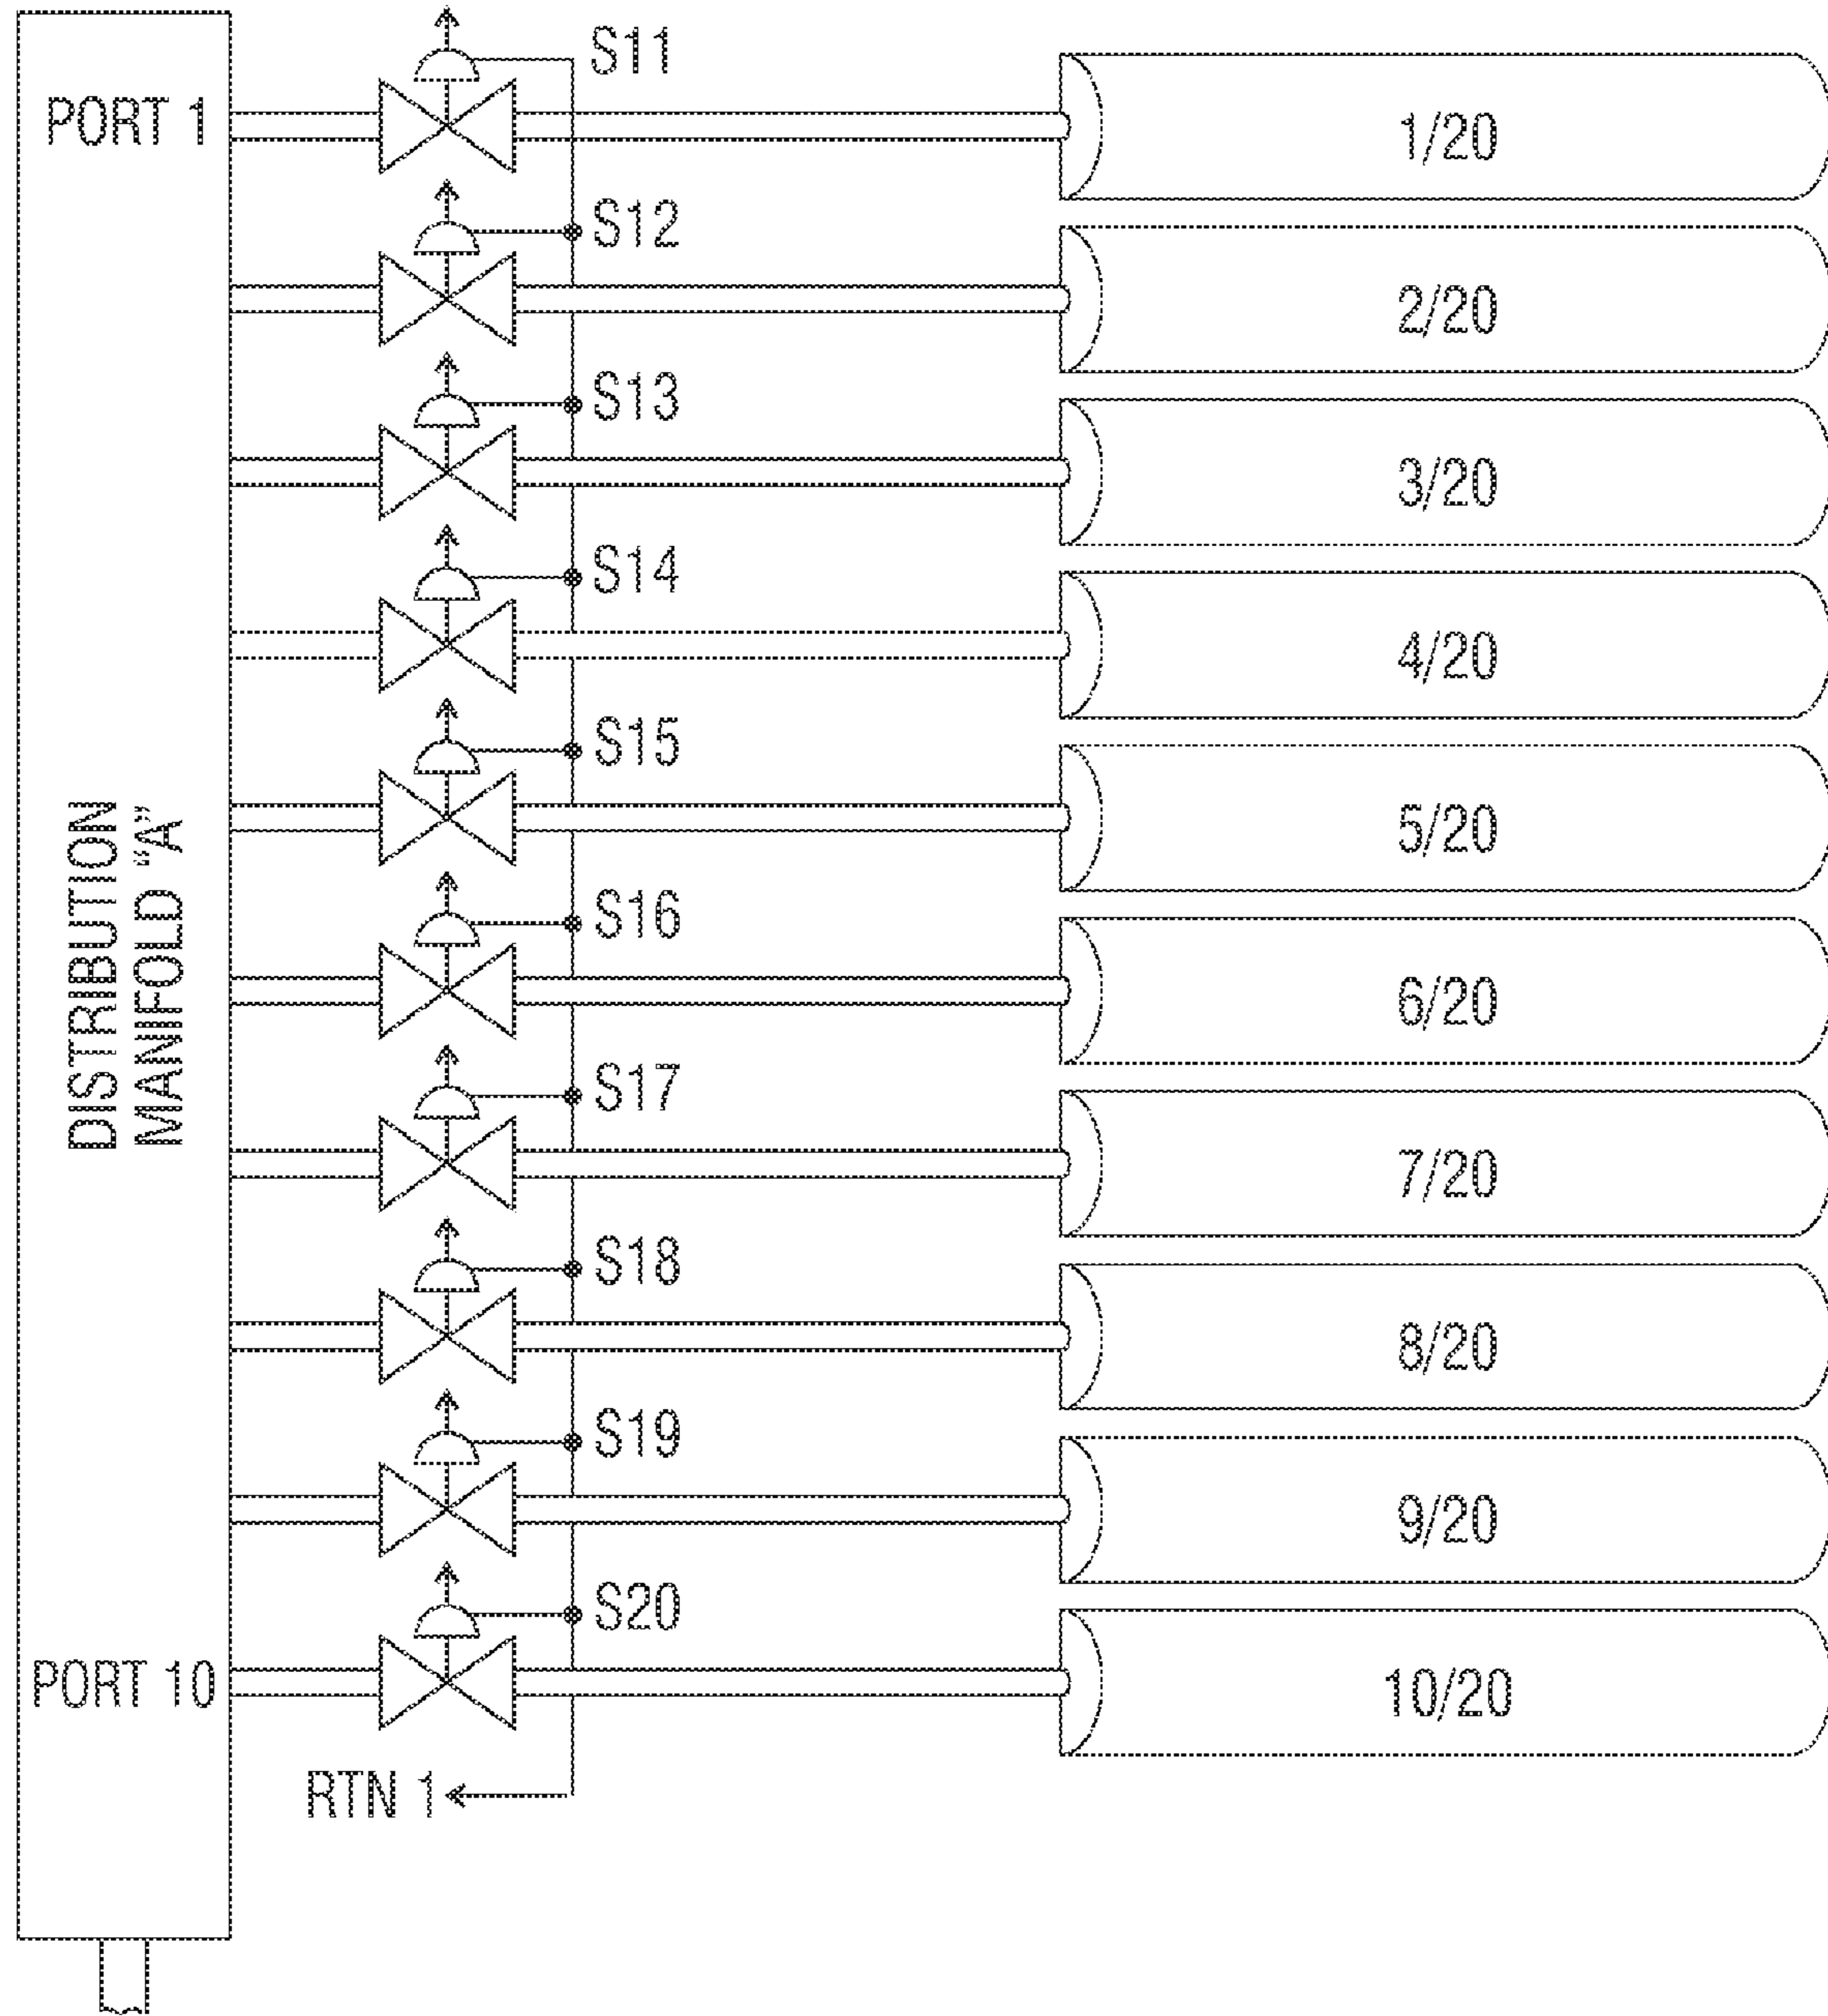 S11
PORT 1
1/20
S12
2/20
S13
3/20
S14
4/20
S15
5/20
DISTRIBUTION
MANIFOLD "A"
S16
6/20
S17
7/20
S18
8/20
S19
9/20
S20
PORT 10
10/20
RTN 1